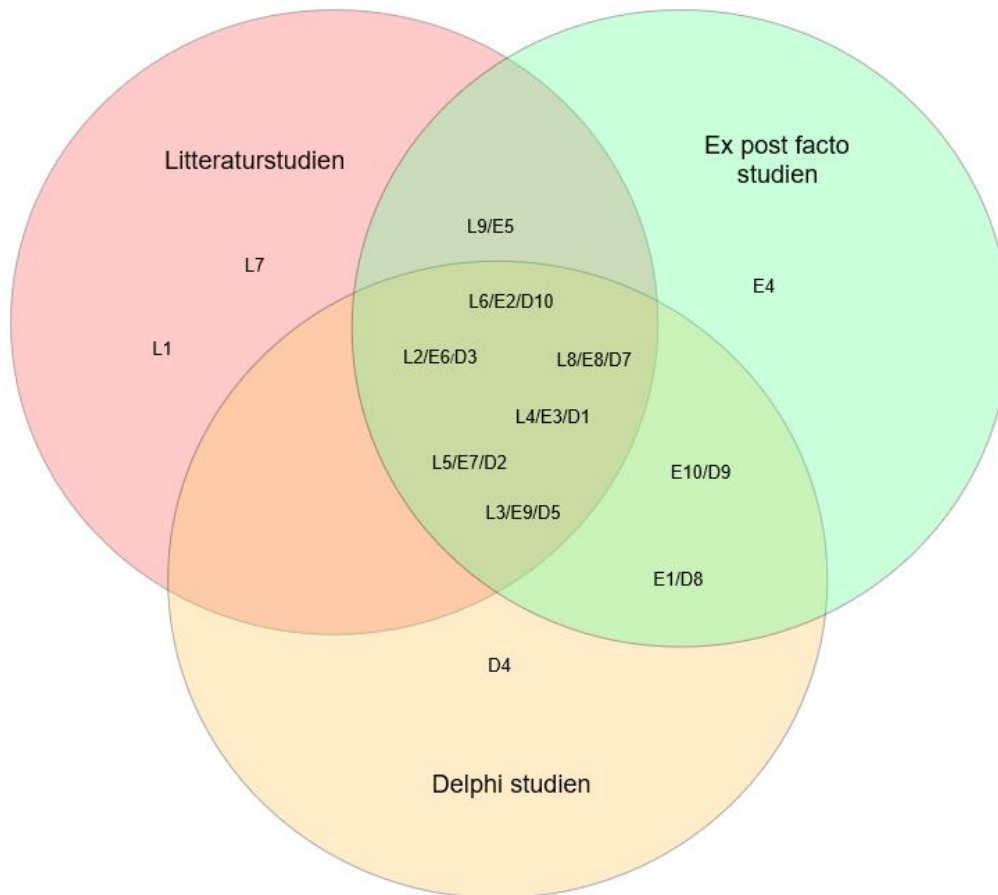 Litteraturstudien
Ex post facto
studien
L9/E5
L7
E4
L6/E2/D10
L1
L2/E6/D3
L8/E8/D7
L4/E3/D1
L5/E7/D2
E10/D9
L3/E9/D5
E1/D8
D4
Delphi studien